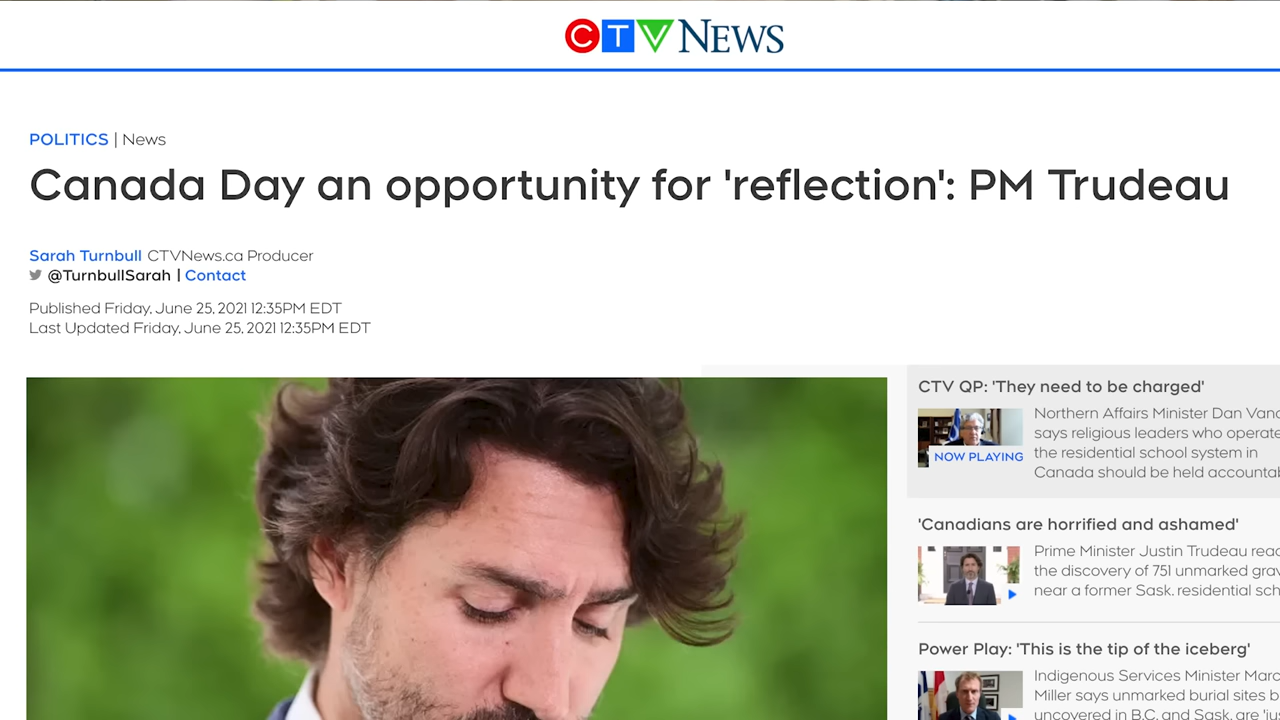 CTV NEWS
POLITICS | News
Canada Day an opportunity for 'reflection': PM Trudeau
Sarah Turnbull CTVNews.ca Producer
@TurnbullSarah | Contact
Published Friday, June 25, 2021 12:35PM EDT
Last Updated Friday, June 25, 2021 12:35PM EDT
CTV QP: 'They need to be charged'
Northern Affairs Minister Dan
says religious leaders who
the residential school system in
Canada should be held
NOW PLAYING
'Canadians are horrified and ashamed'
Prime Minister Justin Trudeau
the discovery of 751 unmarked
near a former Sask. residential
Power Play: 'This is the tip of the iceberg'
Indigenous Services Minister
Miller says unmarked burial sites
uncovered in B.C. and Sask. are